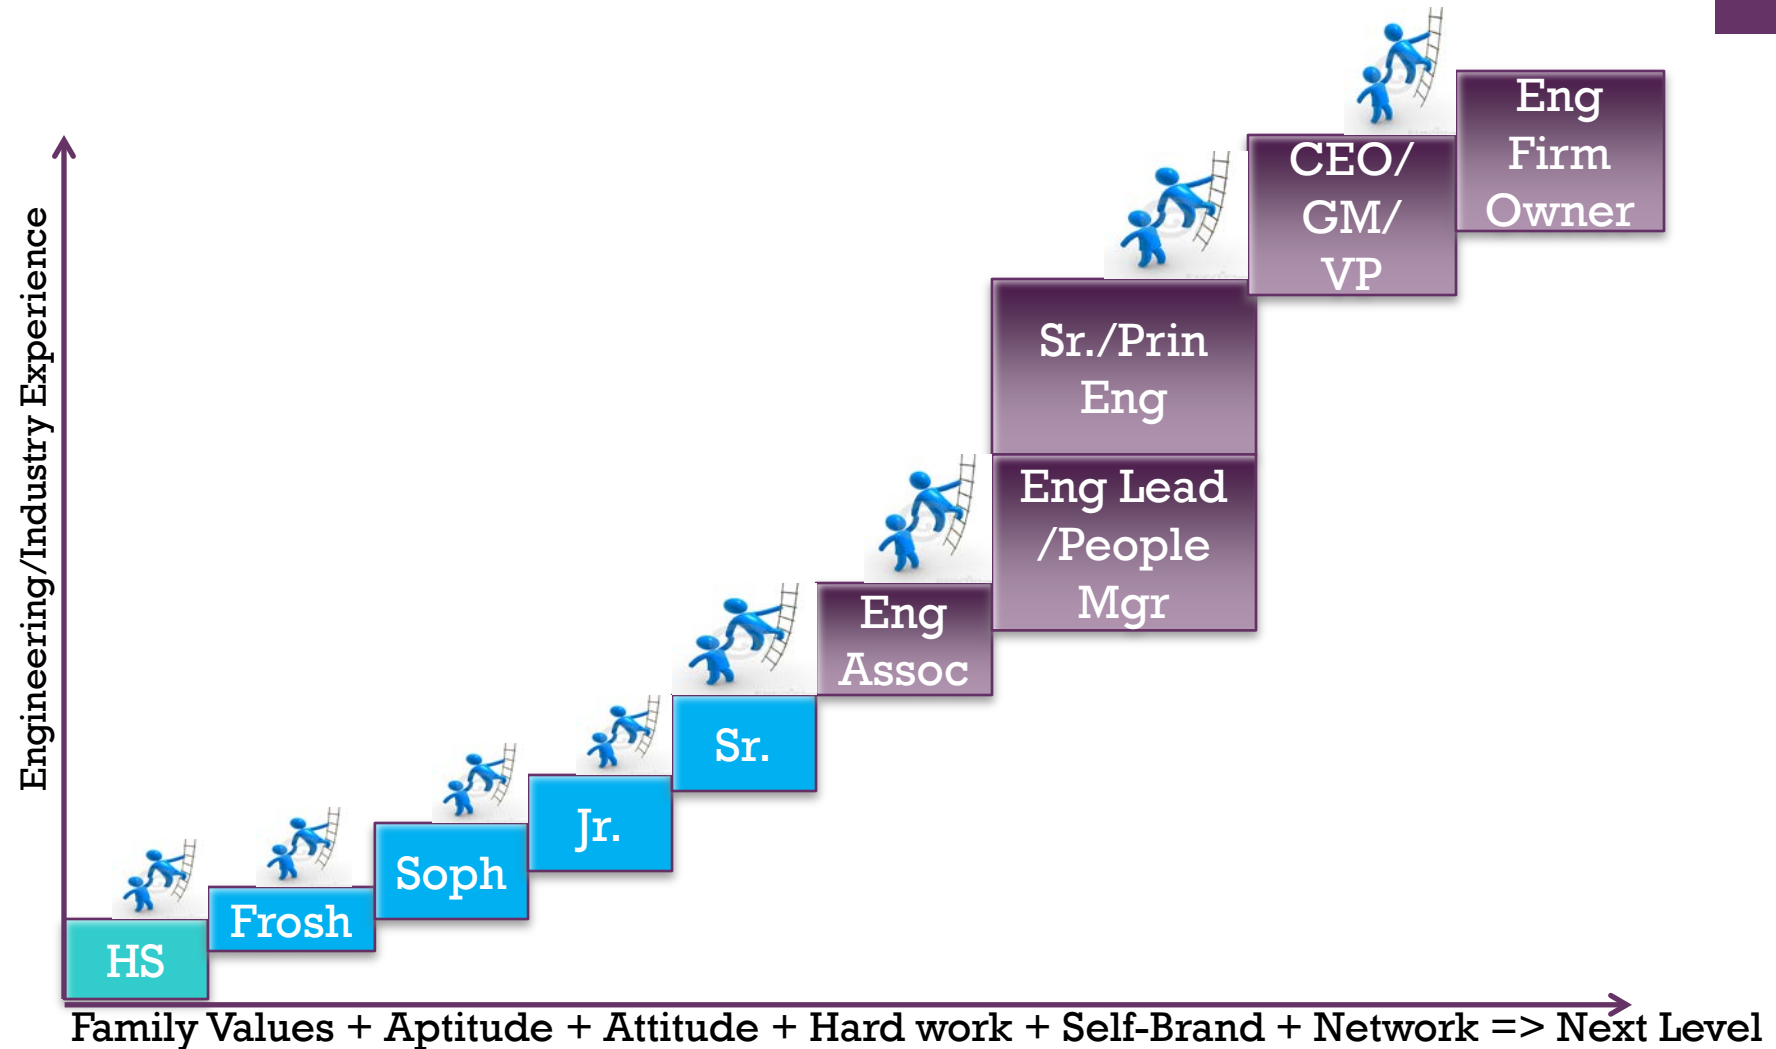 Eng
Firm
Owner
CEO/
GM/
VP
Sr./Prin
Eng
Eng Lead
/People
Mgr
Eng
Assoc
Sr.
Jr.
Soph
Frosh
HS
Engineering/Industry Experience
Family Values + Aptitude + Attitude + Hard work + Self-Brand + Network => Next Level